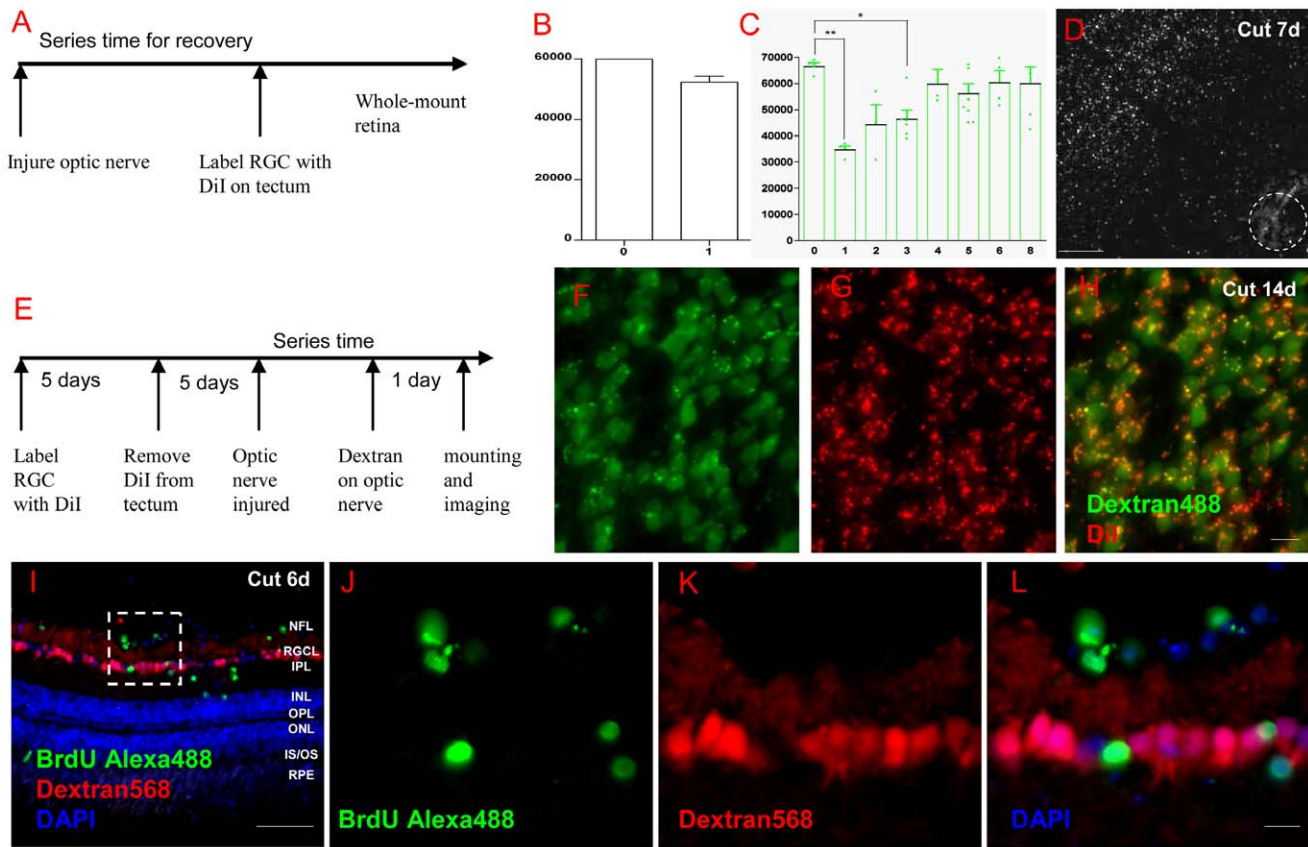 A
Series time for recovery
Whole-mount
retina
Injure optic nerve
Label RGC with
DiI on tectum
B
60000
40000
20000
0
0 1
C
*
**
70000
60000
50000
40000
30000
20000
10000
0
0 1 2 3 4 5 6 8
D
Cut 7d
E
Series time
5 days
5 days
1 day
Label
RGC
with DiI
Remove
DiI from
tectum
Optic
nerve
injured
Dextran
on optic
nerve
mounting
and
imaging
F
G
H
Cut 14d
Dextran488
DiI
I
Cut 6d
NFL
RGCL
IPL
INL
OPL
ONL
IS/OS
RPE
BrdU Alexa488
Dextran568
DAPI
J
BrdU Alexa488
K
Dextran568
L
DAPI